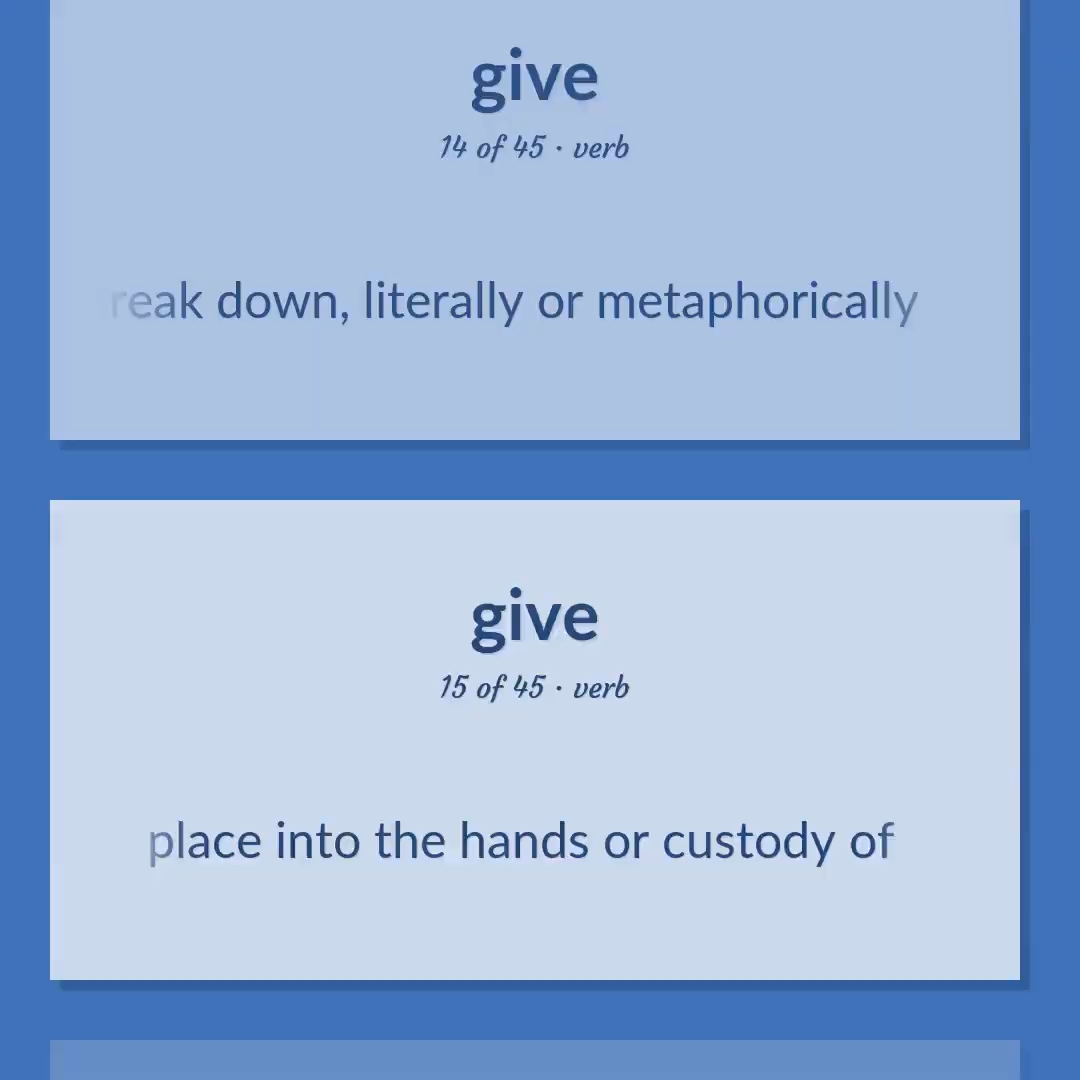 give
14 of 45 · verb
reak down, literally or metaphorically
give
15 of 45 · verb
place into the hands or custody of